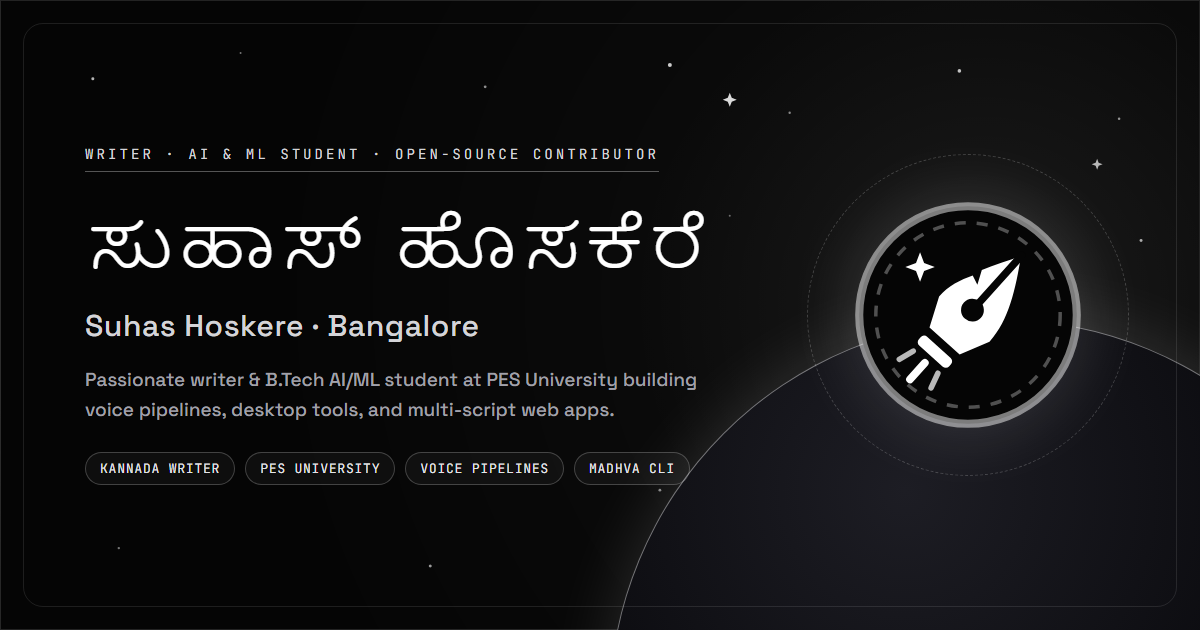 WRITER · AI & ML STUDENT · OPEN-SOURCE CONTRIBUTOR
ಸುಹಾಸ್ ಹೊಸಕೆರೆ
Suhas Hoskere · Bangalore
Passionate writer & B.Tech AI/ML student at PES University building
voice pipelines, desktop tools, and multi-script web apps.
KANNADA WRITER PES UNIVERSITY VOICE PIPELINES MADHVA CLI